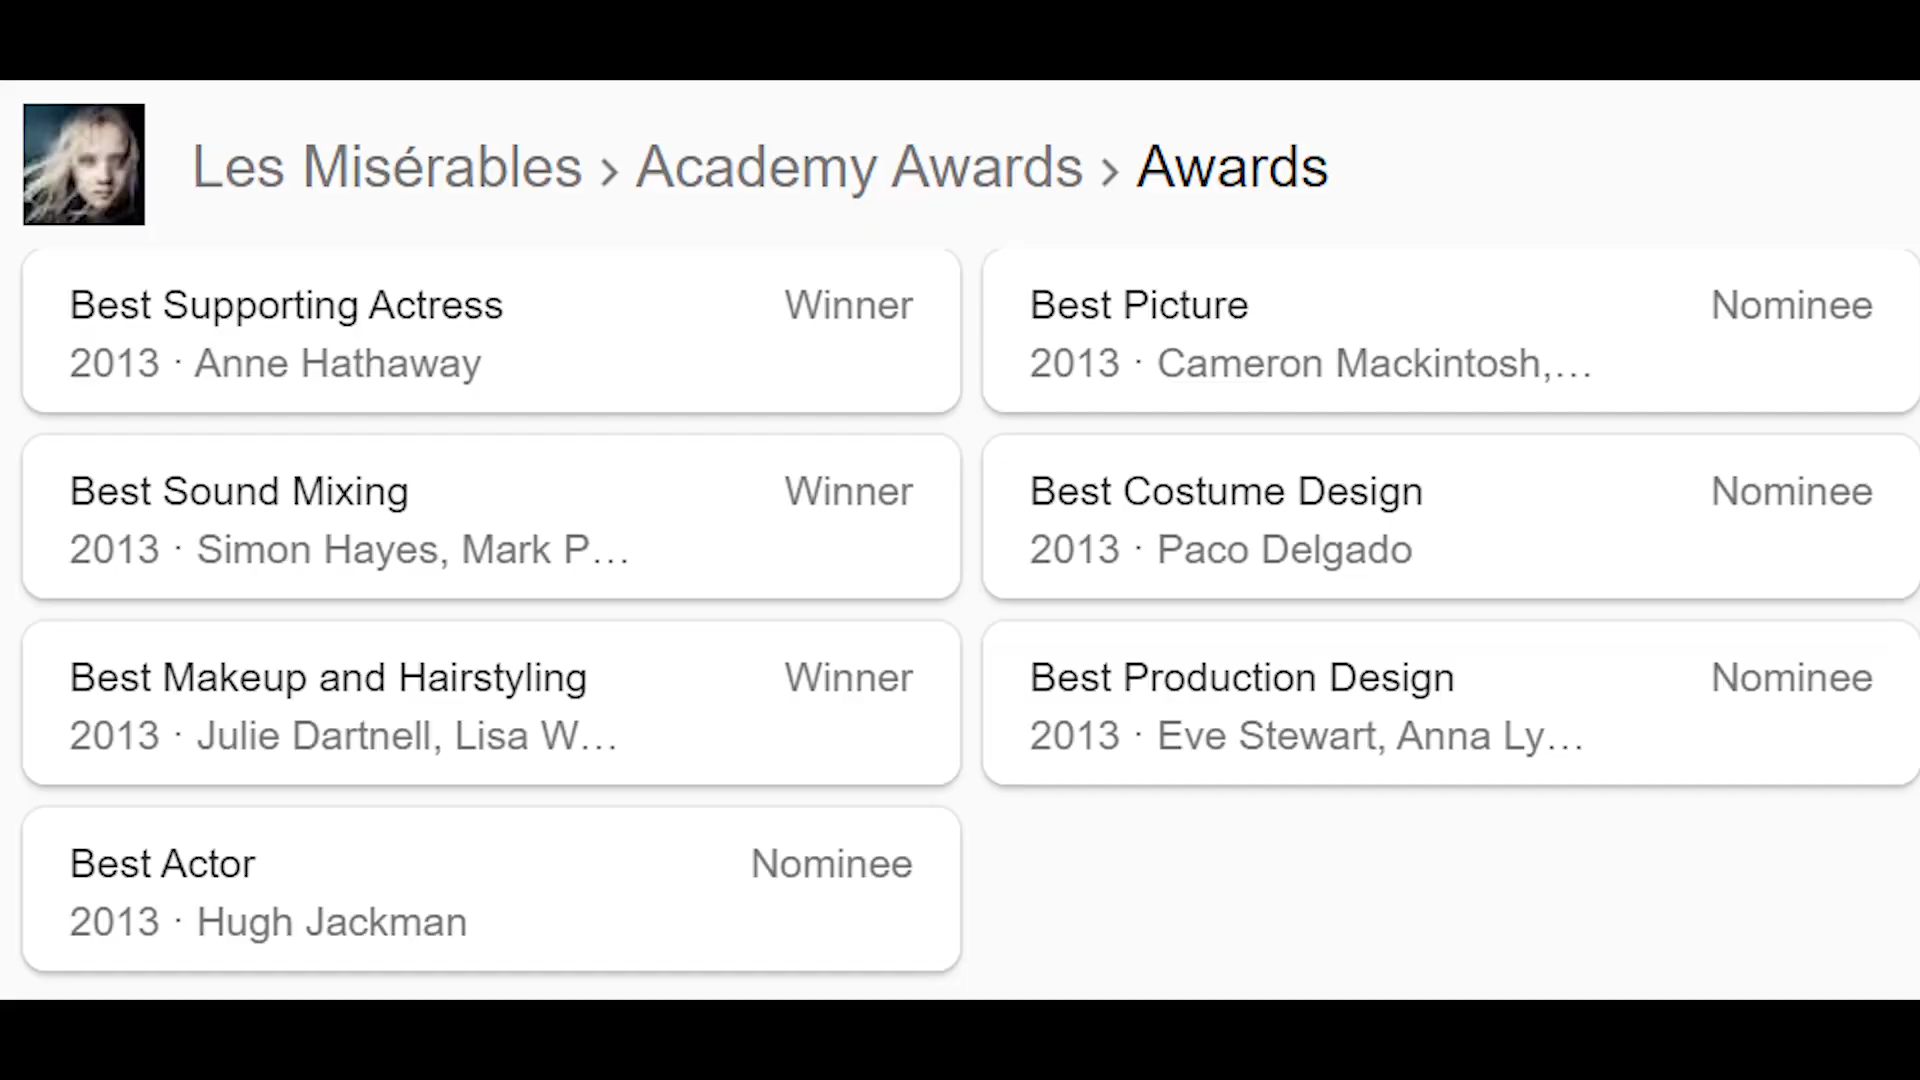 Les Misérables › Academy Awards › Awards
Best Supporting Actress Winner
2013 · Anne Hathaway
Best Picture Nominee
2013 · Cameron Mackintosh,...
Best Sound Mixing Winner
2013 · Simon Hayes, Mark P...
Best Costume Design Nominee
2013 · Paco Delgado
Best Makeup and Hairstyling Winner
2013 · Julie Dartnell, Lisa W...
Best Production Design Nominee
2013 · Eve Stewart, Anna Ly...
Best Actor Nominee
2013 · Hugh Jackman